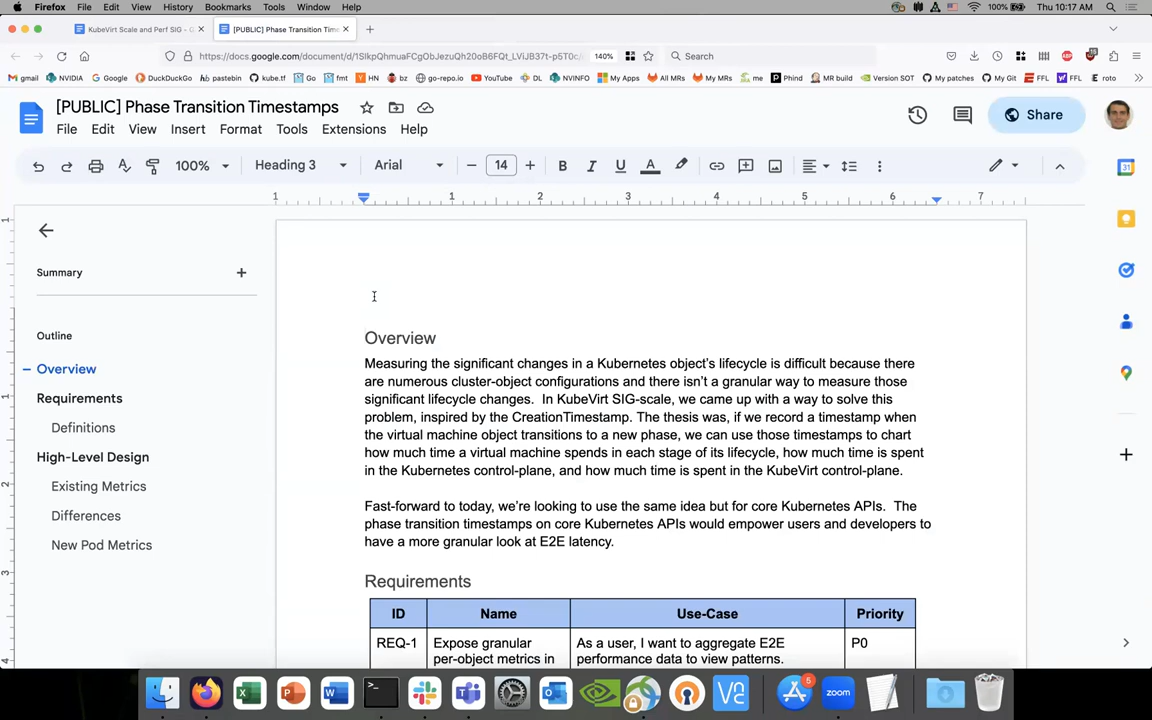 Firefox File Edit View History Bookmarks Tools Window Help 100% Thu 10:17 AM
KubeVirt Scale and Perf SIG - G
[PUBLIC] Phase Transition Time
140%
Search
gmail NVIDIA Google DuckDuckGo pastebin kube.tf Go fmt HN bz go-repo.io YouTube DL NVINFO My Apps All MRs My MRs me Phind MR build Version SOT My patches My Git FFL FFL roto
[PUBLIC] Phase Transition Timestamps
Share
File Edit View Insert Format Tools Extensions Help
100% Heading 3 Arial 14
1 1 2 3 4 5 6 7
Summary
Outline
Overview
Requirements
Definitions
High-Level Design
Existing Metrics
Differences
New Pod Metrics
Overview
Measuring the significant changes in a Kubernetes object's lifecycle is difficult because there
are numerous cluster-object configurations and there isn't a granular way to measure those
significant lifecycle changes. In KubeVirt SIG-scale, we came up with a way to solve this
problem, inspired by the CreationTimestamp. The thesis was, if we record a timestamp when
the virtual machine object transitions to a new phase, we can use those timestamps to chart
how much time a virtual machine spends in each stage of its lifecycle, how much time is spent
in the Kubernetes control-plane, and how much time is spent in the KubeVirt control-plane.
Fast-forward to today, we're looking to use the same idea but for core Kubernetes APIs. The
phase transition timestamps on core Kubernetes APIs would empower users and developers to
have a more granular look at E2E latency.
Requirements
ID Name Use-Case Priority
REQ-1 Expose granular As a user, I want to aggregate E2E P0
per-object metrics in performance data to view patterns.
zoom
5